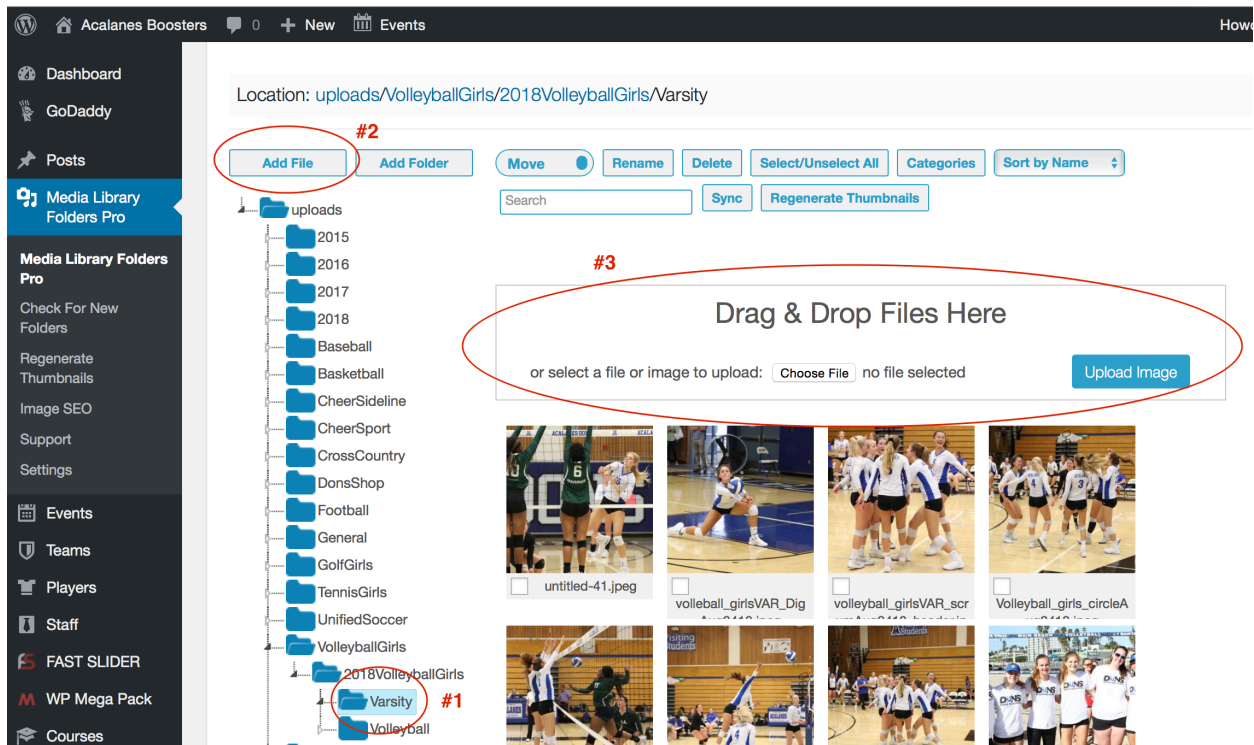 Acalanes Boosters
0
New
Events
Howd
Dashboard
GoDaddy
Posts
Media Library
Folders Pro
Media Library Folders
Pro
Check For New
Folders
Regenerate
Thumbnails
Image SEO
Support
Settings
Events
Teams
Players
Staff
FAST SLIDER
WP Mega Pack
Courses
Location: uploads/VolleyballGirls/2018VolleyballGirls/Varsity
#2
Add File
Add Folder
Move
Rename
Delete
Select/Unselect All
Categories
Sort by Name
Search
Sync
Regenerate Thumbnails
uploads
2015
2016
2017
2018
Baseball
Basketball
CheerSideline
CheerSport
CrossCountry
DonsShop
Football
General
GolfGirls
TennisGirls
UnifiedSoccer
VolleyballGirls
2018VolleyballGirls
Varsity
#1
Volleyball
#3
Drag & Drop Files Here
or select a file or image to upload:
Choose File
no file selected
Upload Image
untitled-41.jpeg
volleball_girlsVAR_Dig
volleyball_girlsVAR_scr
Volleyball_girls_circleA